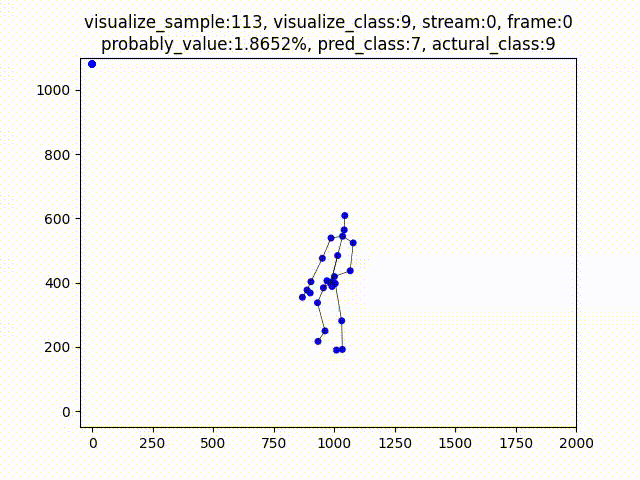 visualize_sample:113, visualize_class:9, stream:0, frame:0
probably_value:1.8652%, pred_class:7, actural_class:9
1000
800
600
400
200
0
0 250 500 750 1000 1250 1500 1750 2000